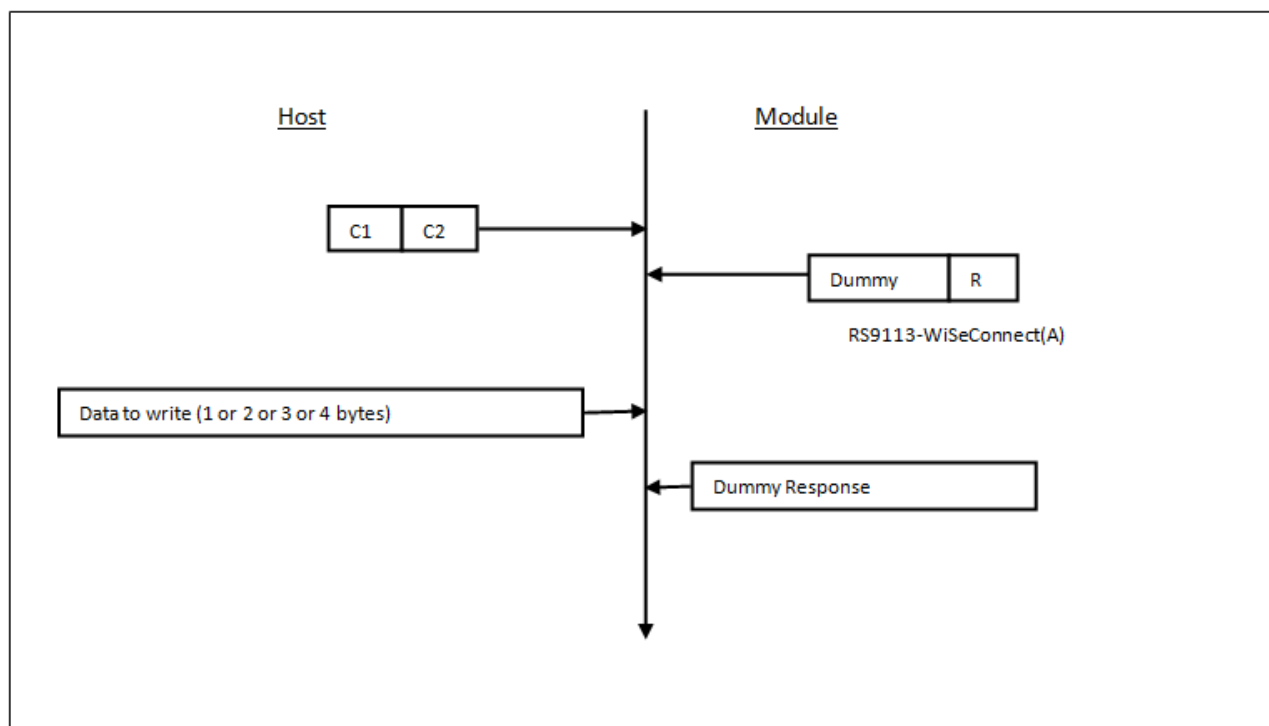 Host
Module
C1
C2
Dummy
R
RS9113-WiSeConnect(A)
Data to write (1 or 2 or 3 or 4 bytes)
Dummy Response